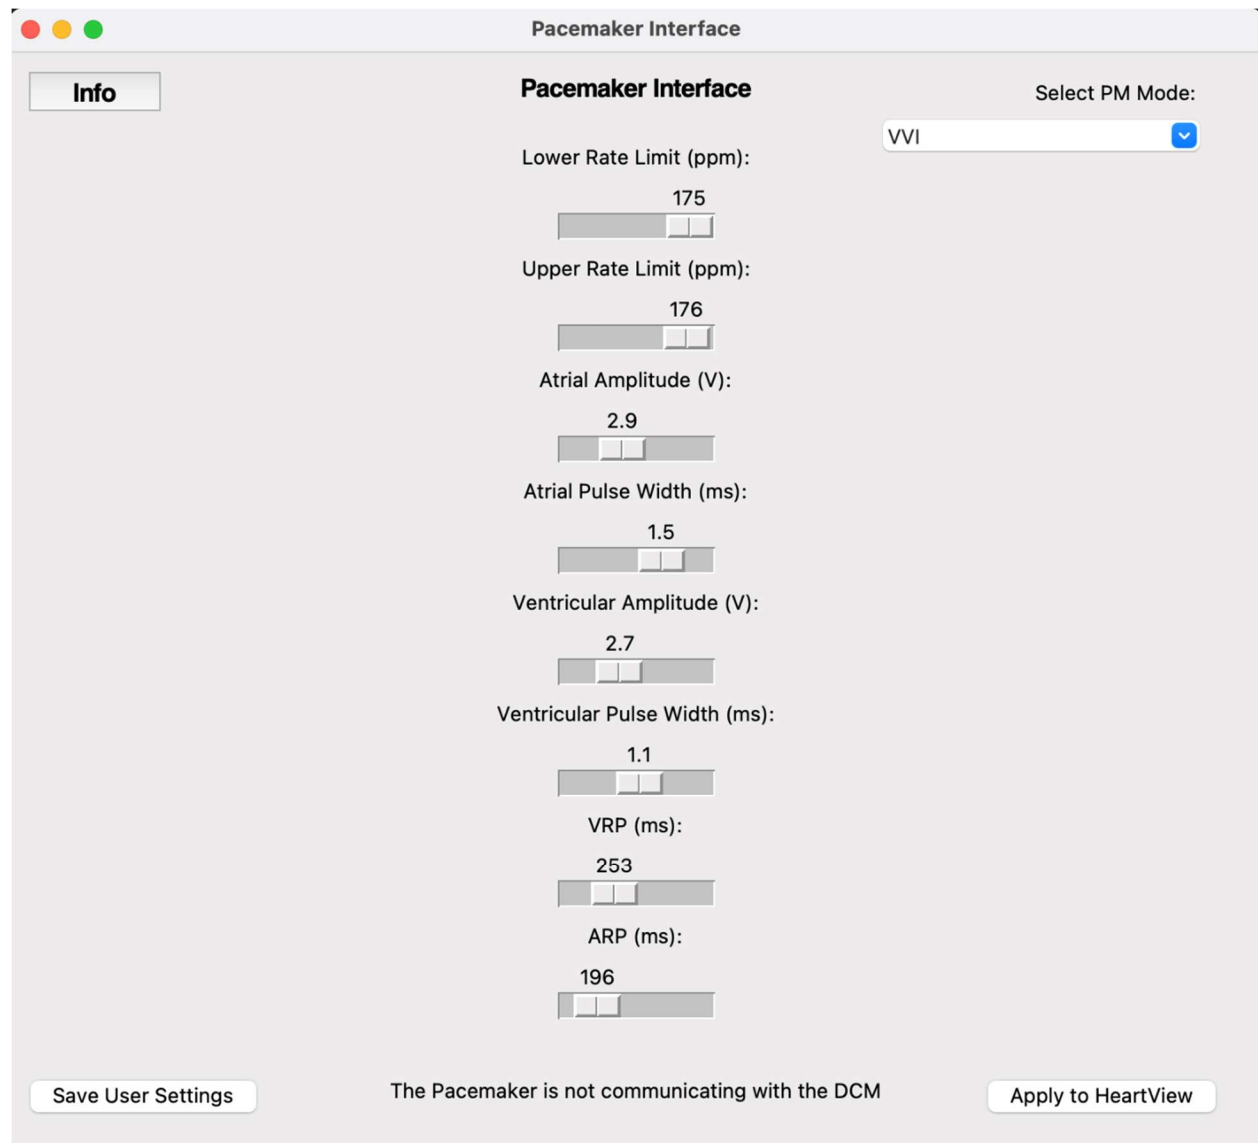 Pacemaker Interface
Info
Pacemaker Interface
Select PM Mode:
VVI
Lower Rate Limit (ppm):
175
Upper Rate Limit (ppm):
176
Atrial Amplitude (V):
2.9
Atrial Pulse Width (ms):
1.5
Ventricular Amplitude (V):
2.7
Ventricular Pulse Width (ms):
1.1
VRP (ms):
253
ARP (ms):
196
Save User Settings
The Pacemaker is not communicating with the DCM
Apply to HeartView